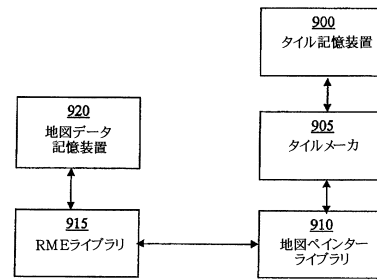 900
タイル記憶装置
920
地図データ
記憶装置
905
タイルメーカ
915
RMEライブラリ
910
地図ペインター
ライブラリ